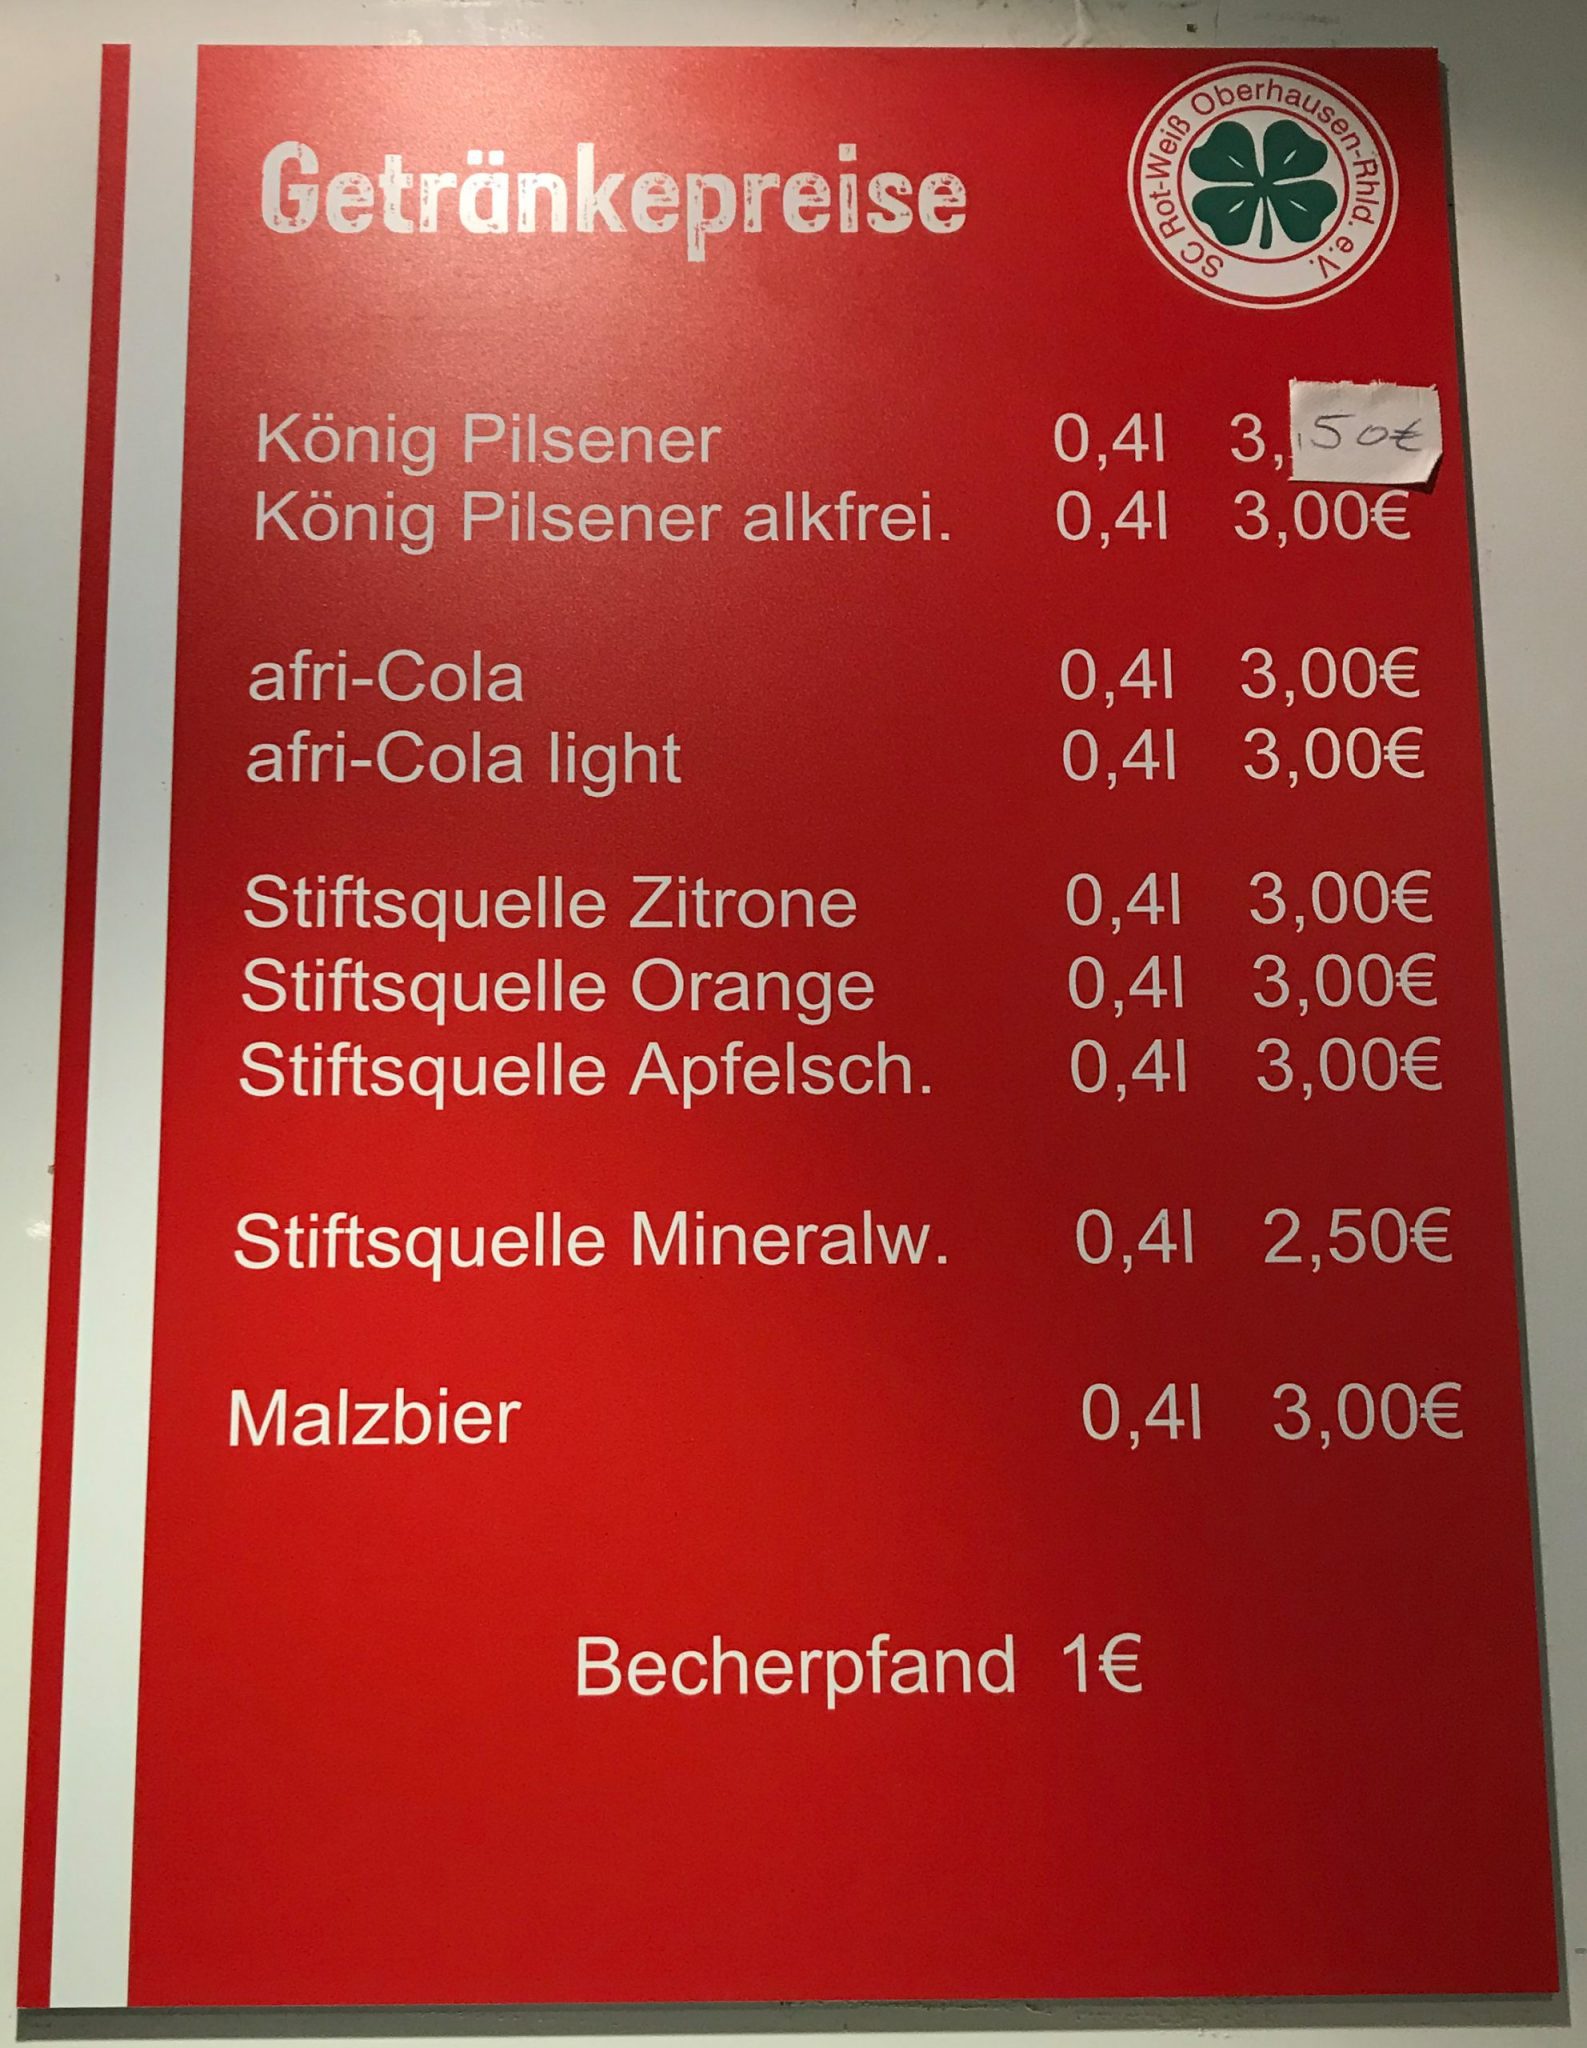 SC Rot-Weiß Oberhausen-Rhld. e.V.
Getränkepreise
König Pilsener 0,4l 3,50€
König Pilsener alkfrei. 0,4l 3,00€
afri-Cola 0,4l 3,00€
afri-Cola light 0,4l 3,00€
Stiftsquelle Zitrone 0,4l 3,00€
Stiftsquelle Orange 0,4l 3,00€
Stiftsquelle Apfelsch. 0,4l 3,00€
Stiftsquelle Mineralw. 0,4l 2,50€
Malzbier 0,4l 3,00€
Becherpfand 1€